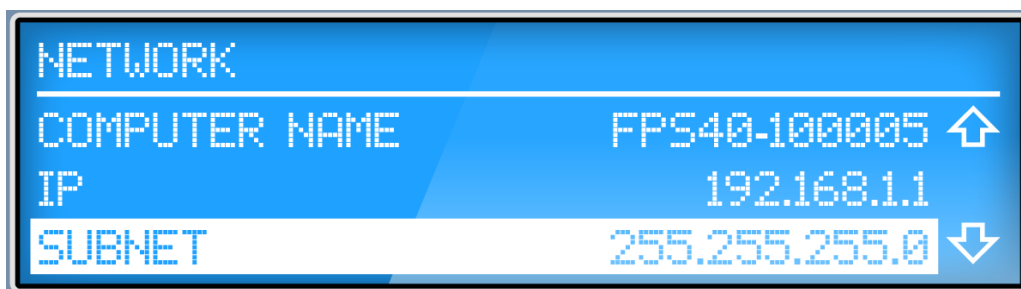 NETWORK
COMPUTER NAME FPS40-100005
IP 192.168.1.1
SUBNET 255.255.255.0